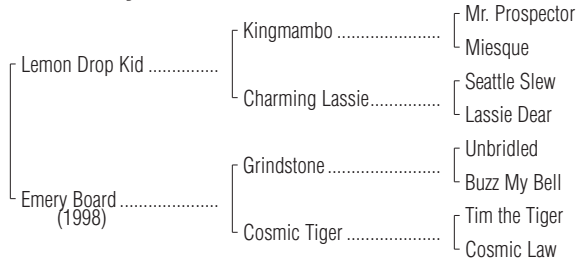 Mr. Prospector
Kingmambo ...................
Miesque
Lemon Drop Kid ...............
Seattle Slew
Charming Lassie...............
Lassie Dear
Unbridled
Grindstone ....................
Buzz My Bell
Emery Board .....................
(1998)
Tim the Tiger
Cosmic Tiger .................
Cosmic Law